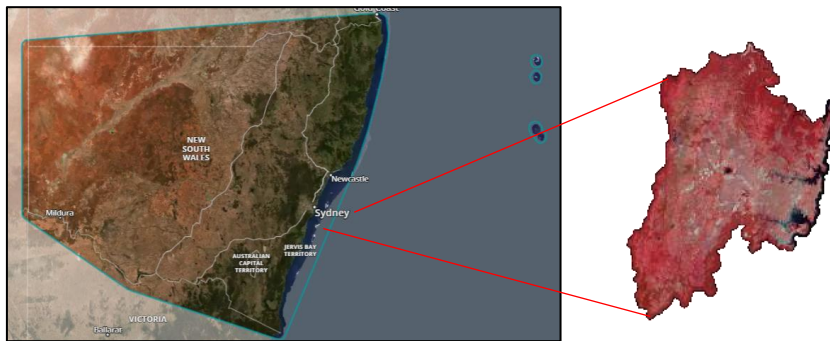 Gold Coast
NEW
SOUTH
WALES
Newcastle
Mildura
Sydney
AUSTRALIAN
CAPITAL
TERRITORY
JERVIS BAY
TERRITORY
VICTORIA
Ballarat